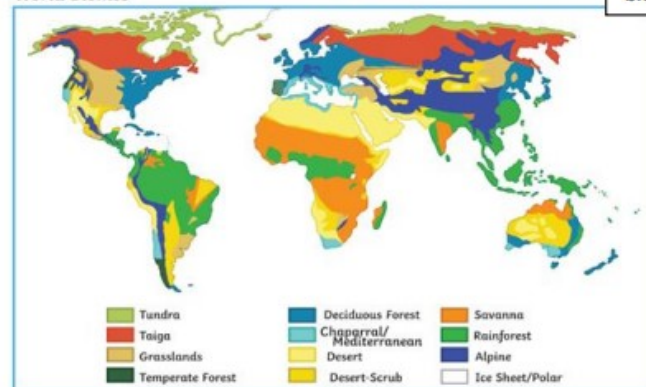 Tundra
Taiga
Grasslands
Temperate Forest
Deciduous Forest
Chaparral/
Mediterranean
Desert
Desert-Scrub
Savanna
Rainforest
Alpine
Ice Sheet/Polar